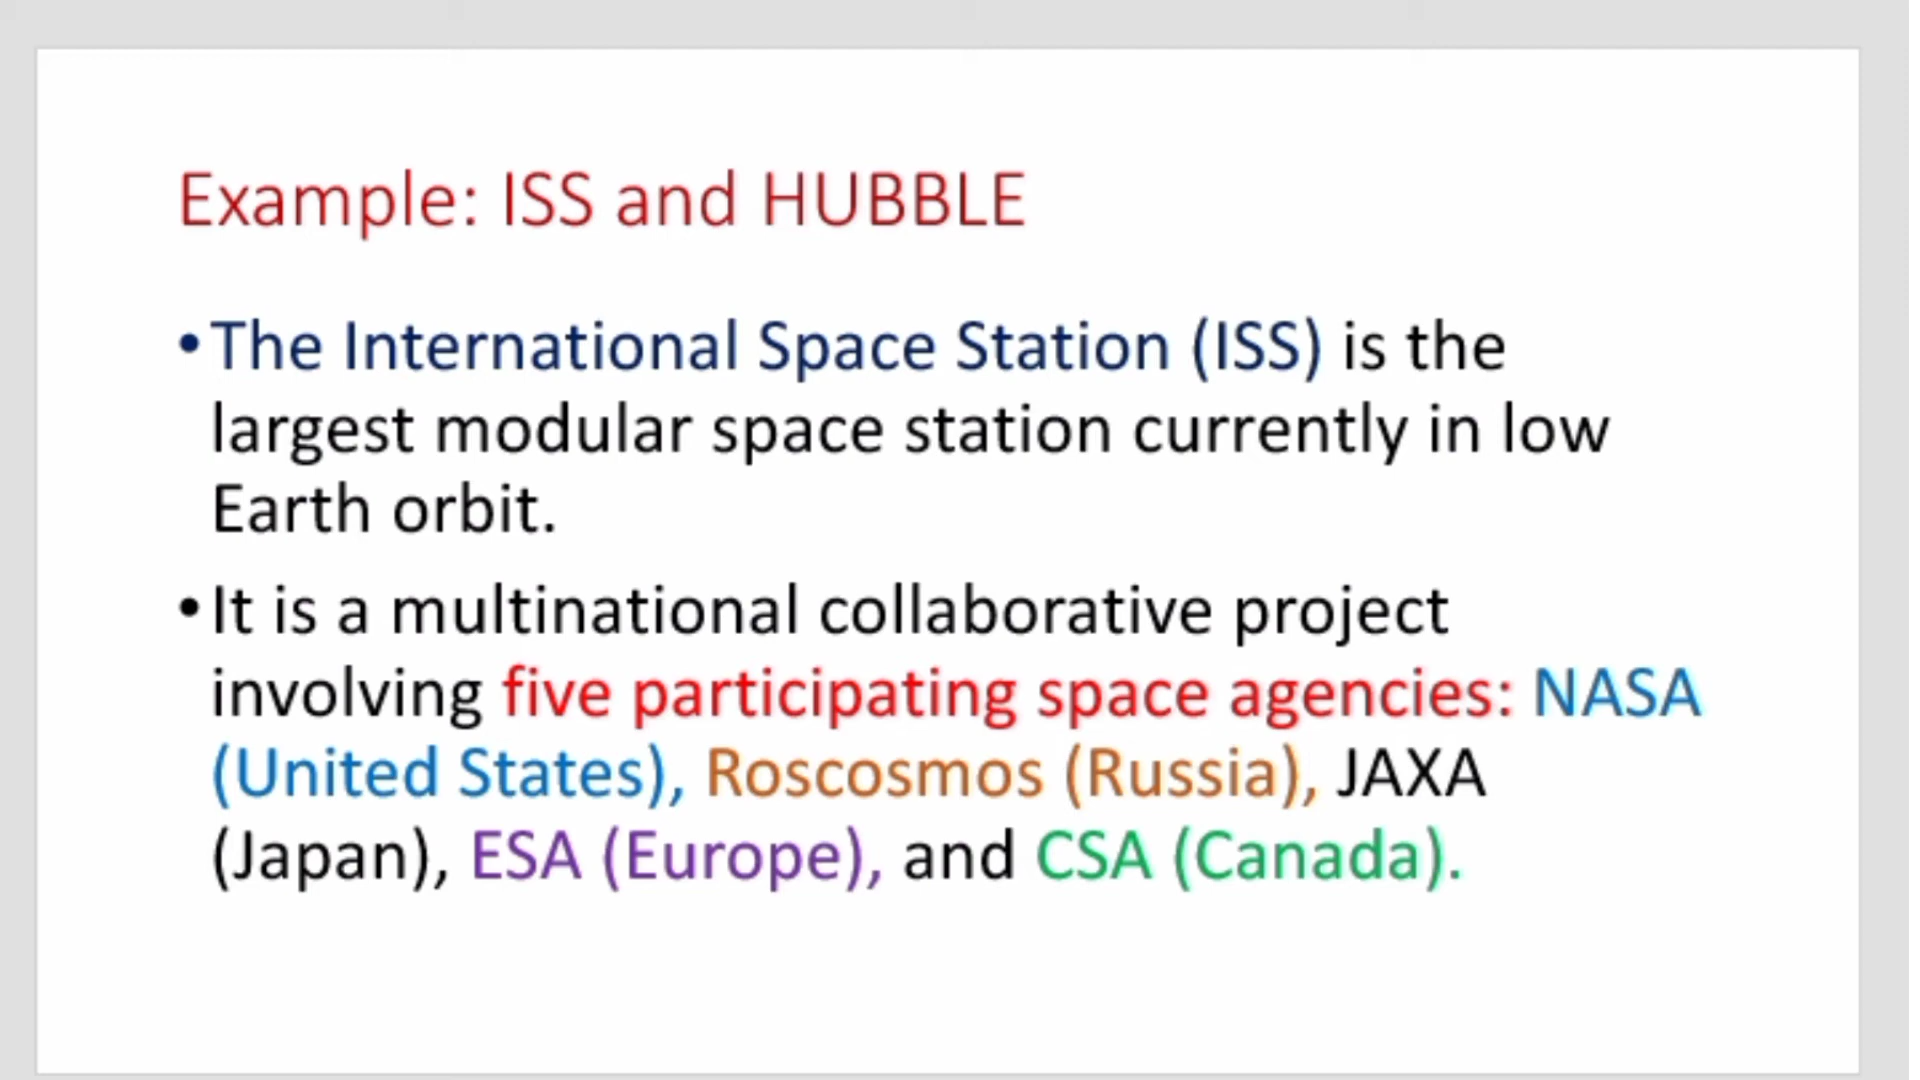 Example: ISS and HUBBLE
•The International Space Station (ISS) is the
largest modular space station currently in low
Earth orbit.
•It is a multinational collaborative project
involving five participating space agencies: NASA
(United States), Roscosmos (Russia), JAXA
(Japan), ESA (Europe), and CSA (Canada).